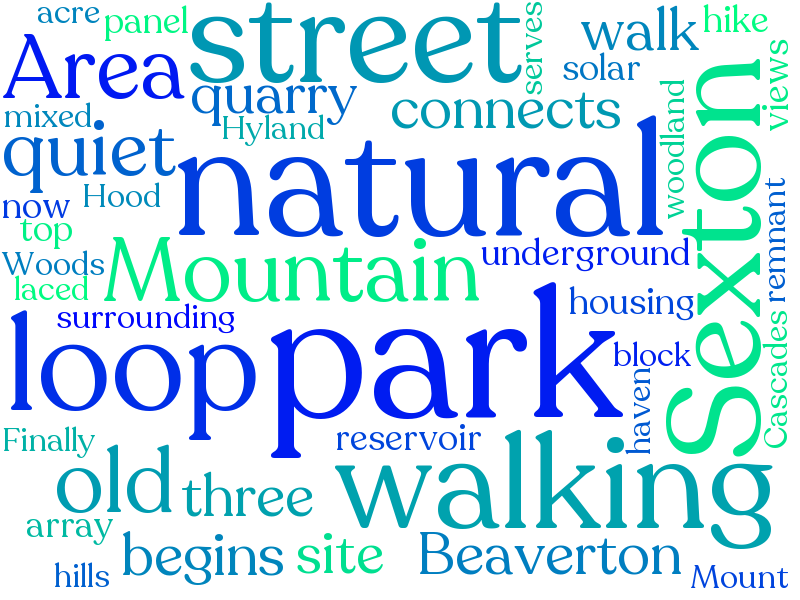 acre
panel
street
serves
walk
hike
Area
quarry
solar
views
mixed
Hyland
connects
woodland
Sexton
quiet
natural
now
Hood
remnant
top
Woods
Mountain
underground
laced
surrounding
housing
loop
park
block
Cascades
haven
Finally
reservoir
old
three
walking
array
begins
site
Beaverton
hills
Mount